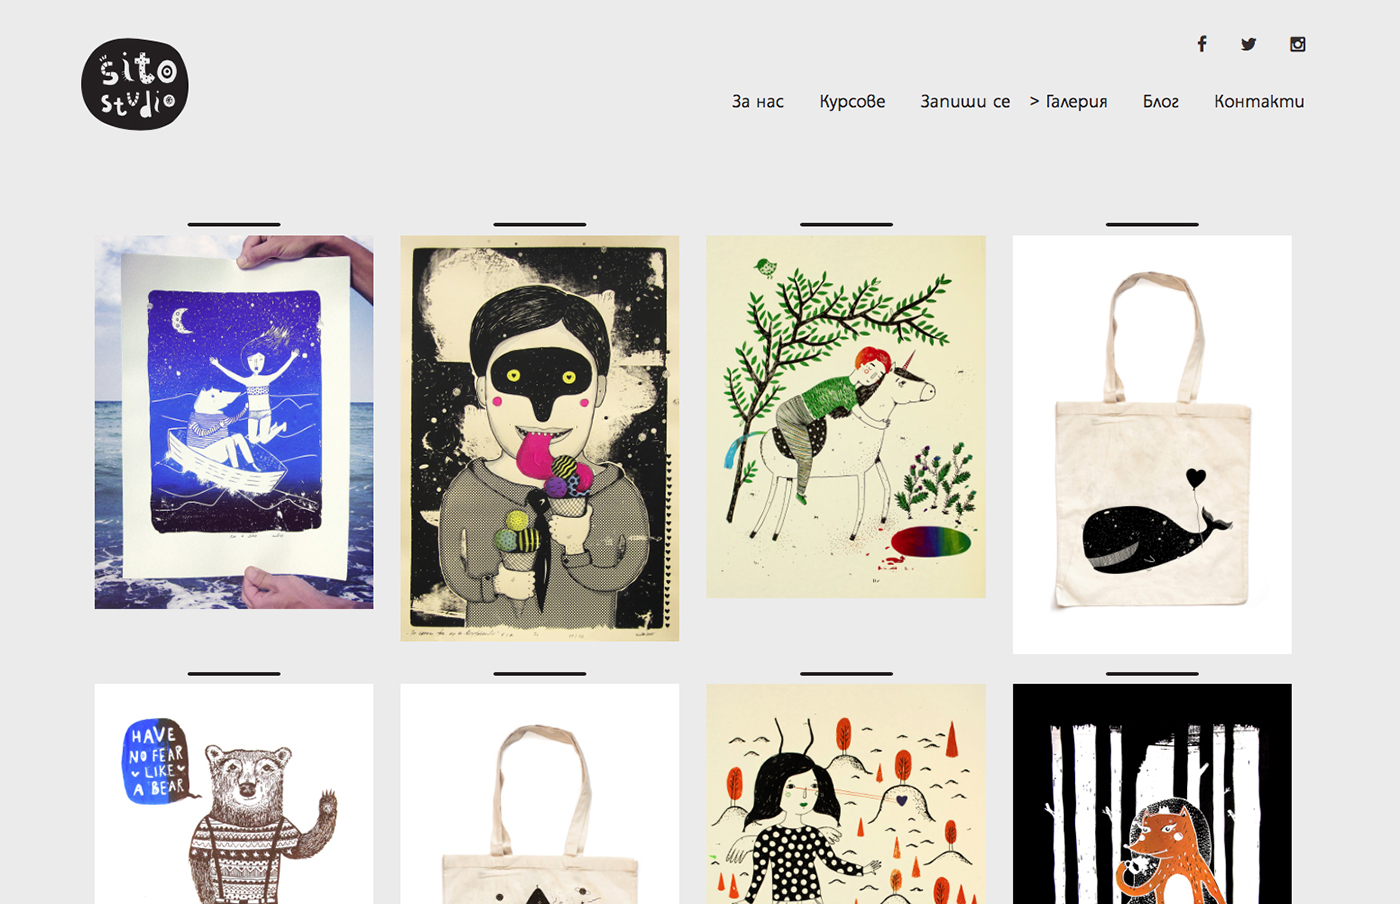 sito
studio
За нас Курсове Запиши се > Галерия Блог Контакти
HAVE
NO FEAR
LIKE
A BEAR